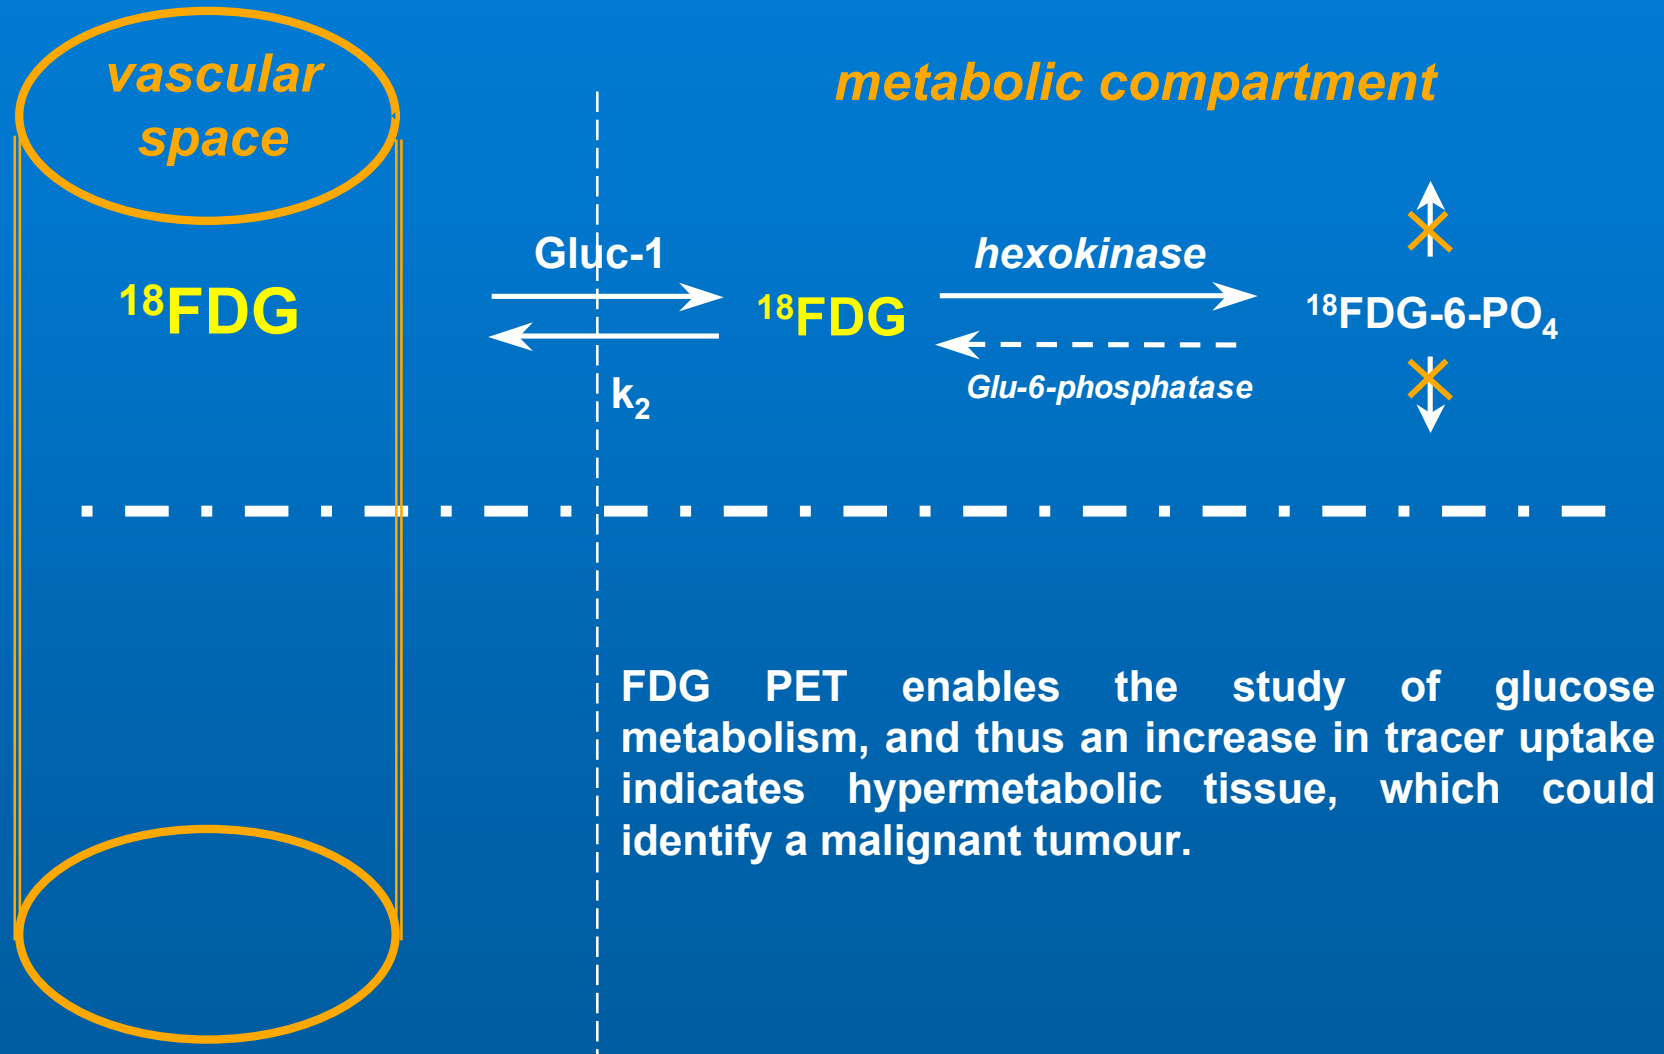 vascular
space
metabolic compartment
Gluc-1
hexokinase
¹⁸FDG
¹⁸FDG
¹⁸FDG-6-PO₄
k₂
Glu-6-phosphatase
FDG PET enables the study of glucose
metabolism, and thus an increase in tracer uptake
indicates hypermetabolic tissue, which could
identify a malignant tumour.